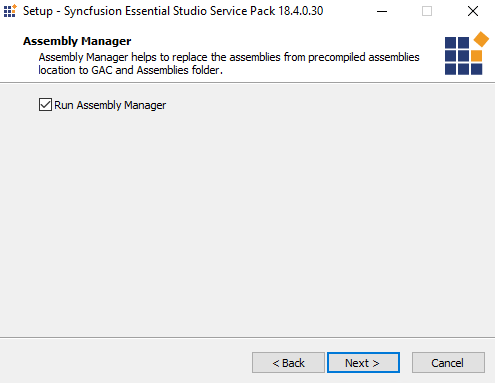 Setup - Syncfusion Essential Studio Service Pack 18.4.0.30
Assembly Manager
Assembly Manager helps to replace the assemblies from precompiled assemblies
location to GAC and Assemblies folder.
Run Assembly Manager
< Back
Next >
Cancel